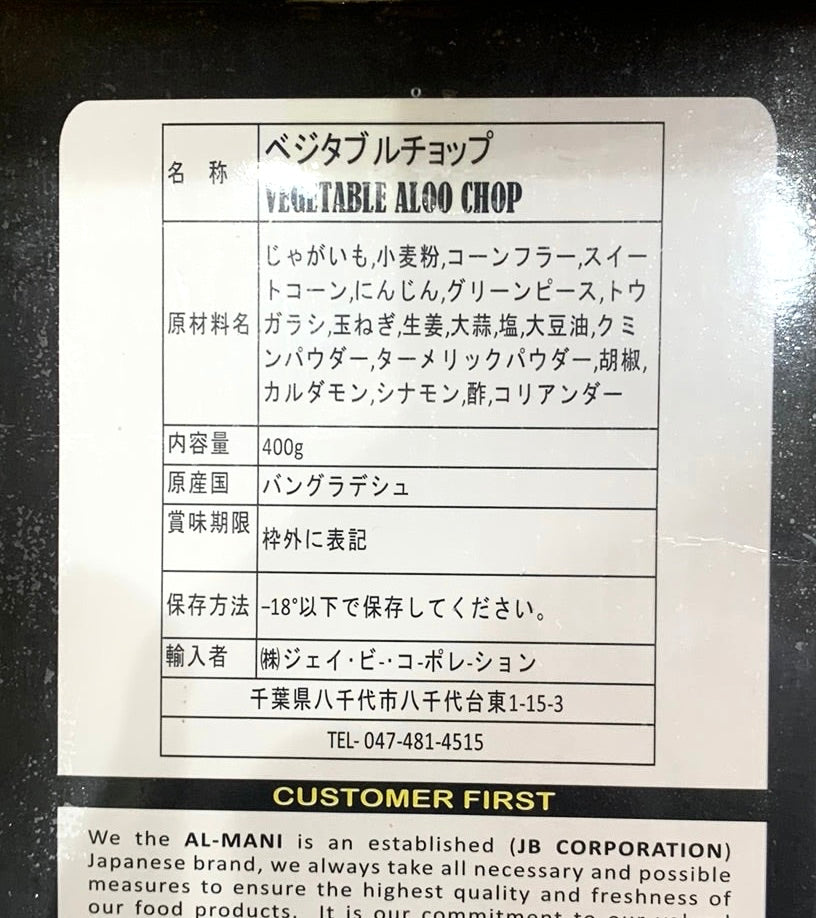 名 称
ベジタブルチョップ
VEGETABLE ALOO CHOP
原材料名
じゃがいも,小麦粉,コーンフラー,スイー
トコーン,にんじん,グリーンピース,トウ
ガラシ,玉ねぎ,生姜,大蒜,塩,大豆油,クミ
ンパウダー,ターメリックパウダー,胡椒,
カルダモン,シナモン,酢,コリアンダー
内容量 400g
原産国 バングラデシュ
賞味期限 枠外に表記
保存方法 −18°以下で保存してください。
輸入者 ㈱ジェイ・ビ-・コ-ポレ-ション
千葉県八千代市八千代台東1-15-3
TEL- 047-481-4515
CUSTOMER FIRST
We the AL-MANI is an established (JB CORPORATION)
Japanese brand, we always take all necessary and possible
measures to ensure the highest quality and freshness of
our food products. It is our commitment to our